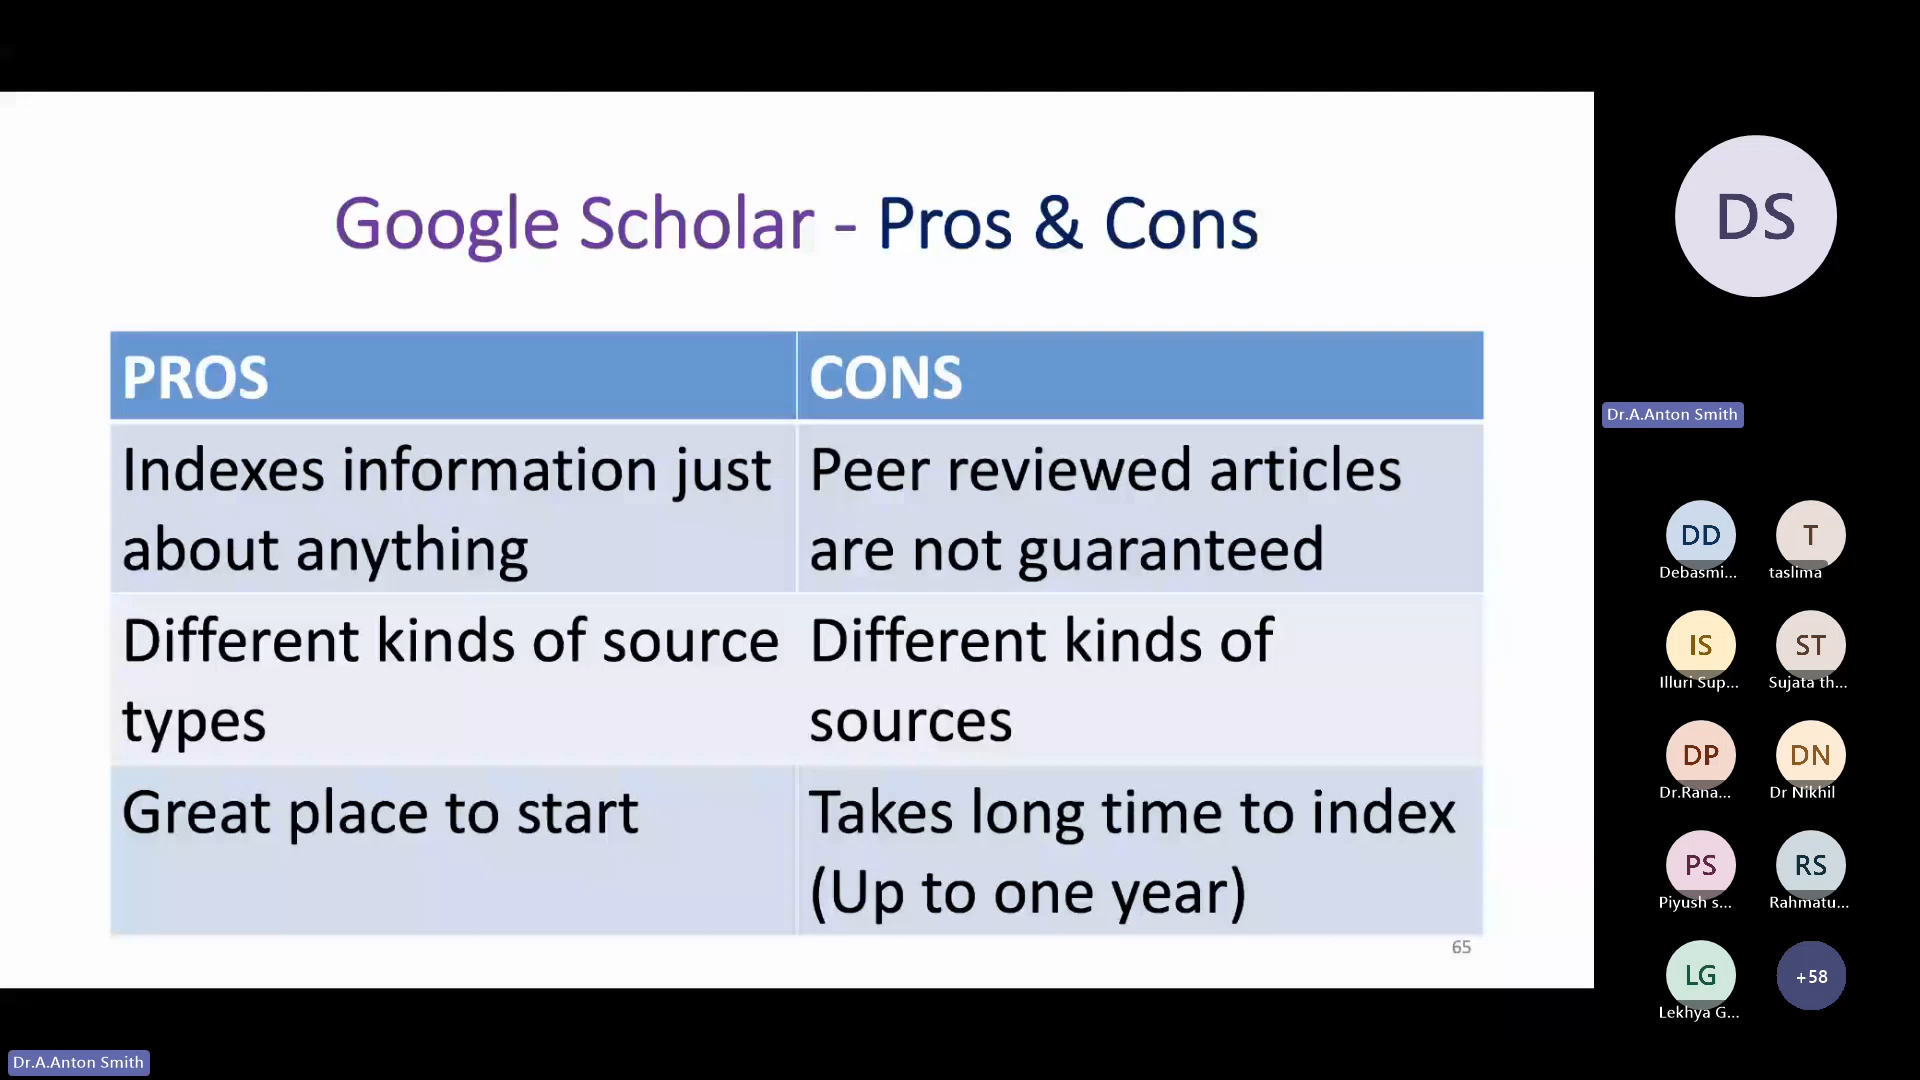 Google Scholar - Pros & Cons
PROS
CONS
Indexes information just
about anything
Peer reviewed articles
are not guaranteed
Different kinds of source
types
Different kinds of
sources
Great place to start
Takes long time to index
(Up to one year)
65
DS
Dr.A.Anton Smith
DD
Debasmi...
T
taslima
IS
Illuri Sup...
ST
Sujata th...
DP
Dr.Rana...
DN
Dr Nikhil
PS
Piyush s...
RS
Rahmatu...
LG
Lekhya G...
+58
Dr.A.Anton Smith